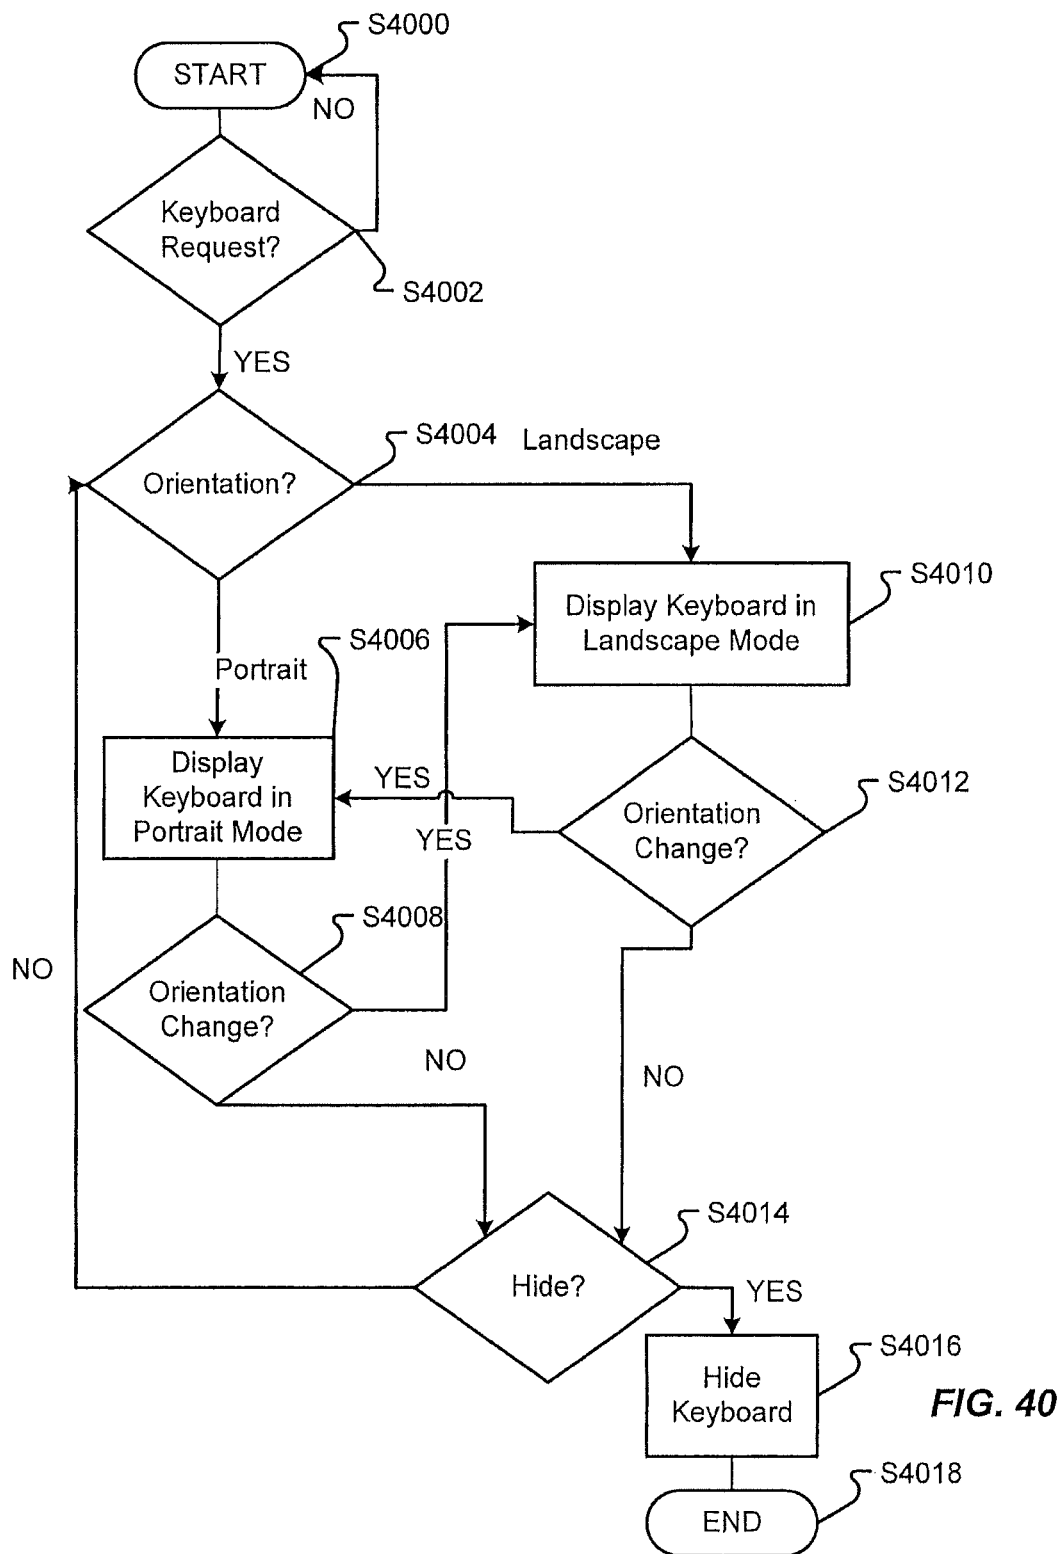 S4000
START
NO
Keyboard
Request?
S4002
YES
S4004
Landscape
Orientation?
S4010
Display Keyboard in
Landscape Mode
S4006
Portrait
Display
Keyboard in
Portrait Mode
YES
S4012
Orientation
Change?
YES
S4008
NO
Orientation
Change?
NO
NO
S4014
Hide?
YES
S4016
Hide
Keyboard
FIG. 40
S4018
END